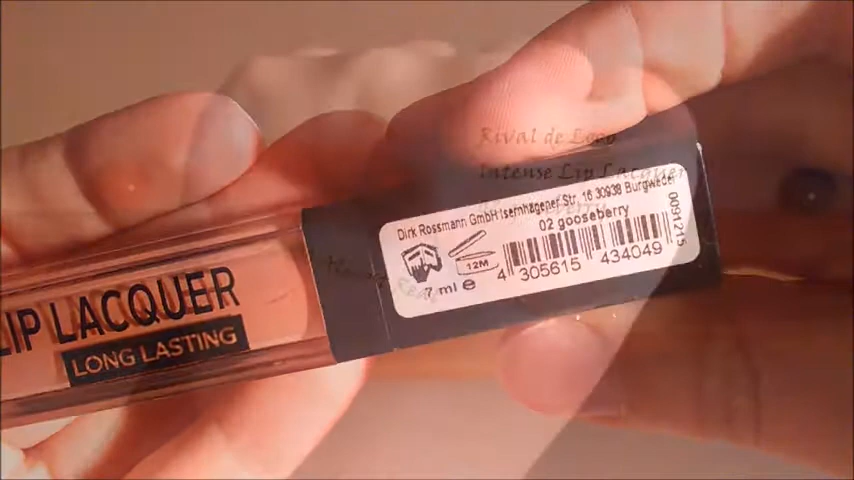 Rival de Loop
Intense Lip Lacquer
Dirk Rossmann GmbH Isernhägener Str. 16 30938 Burgwedel
02 gooseberry
12M
7 ml e
4 305615 434049
0091215
LIP LACQUER
LONG LASTING